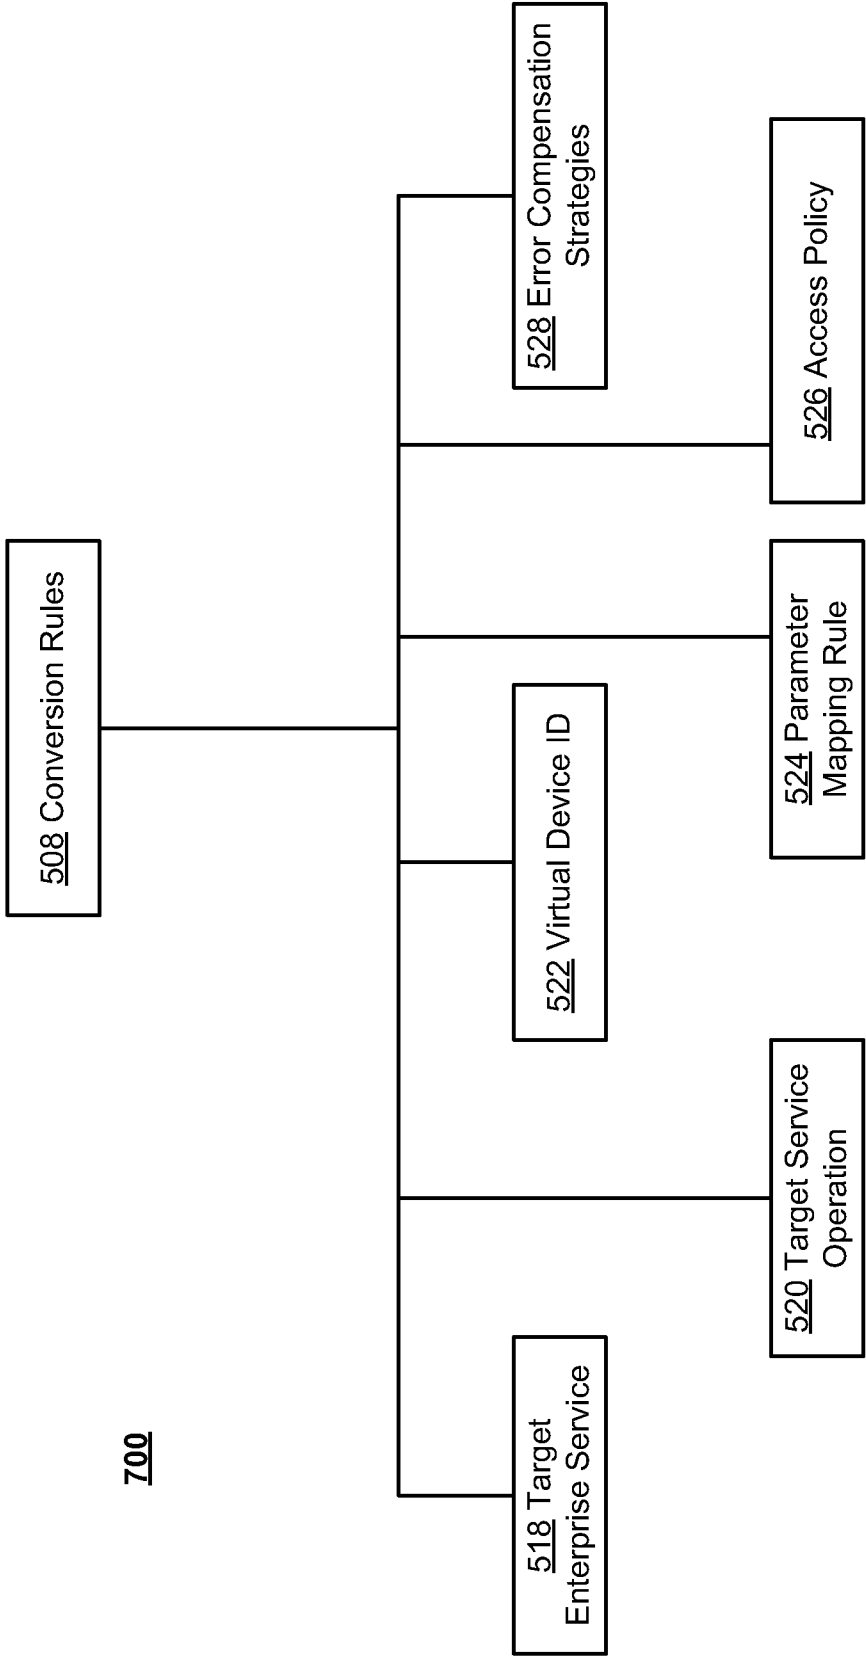 700
508 Conversion Rules
518 Target
Enterprise Service
522 Virtual Device ID
528 Error Compensation
Strategies
520 Target Service
Operation
524 Parameter
Mapping Rule
526 Access Policy